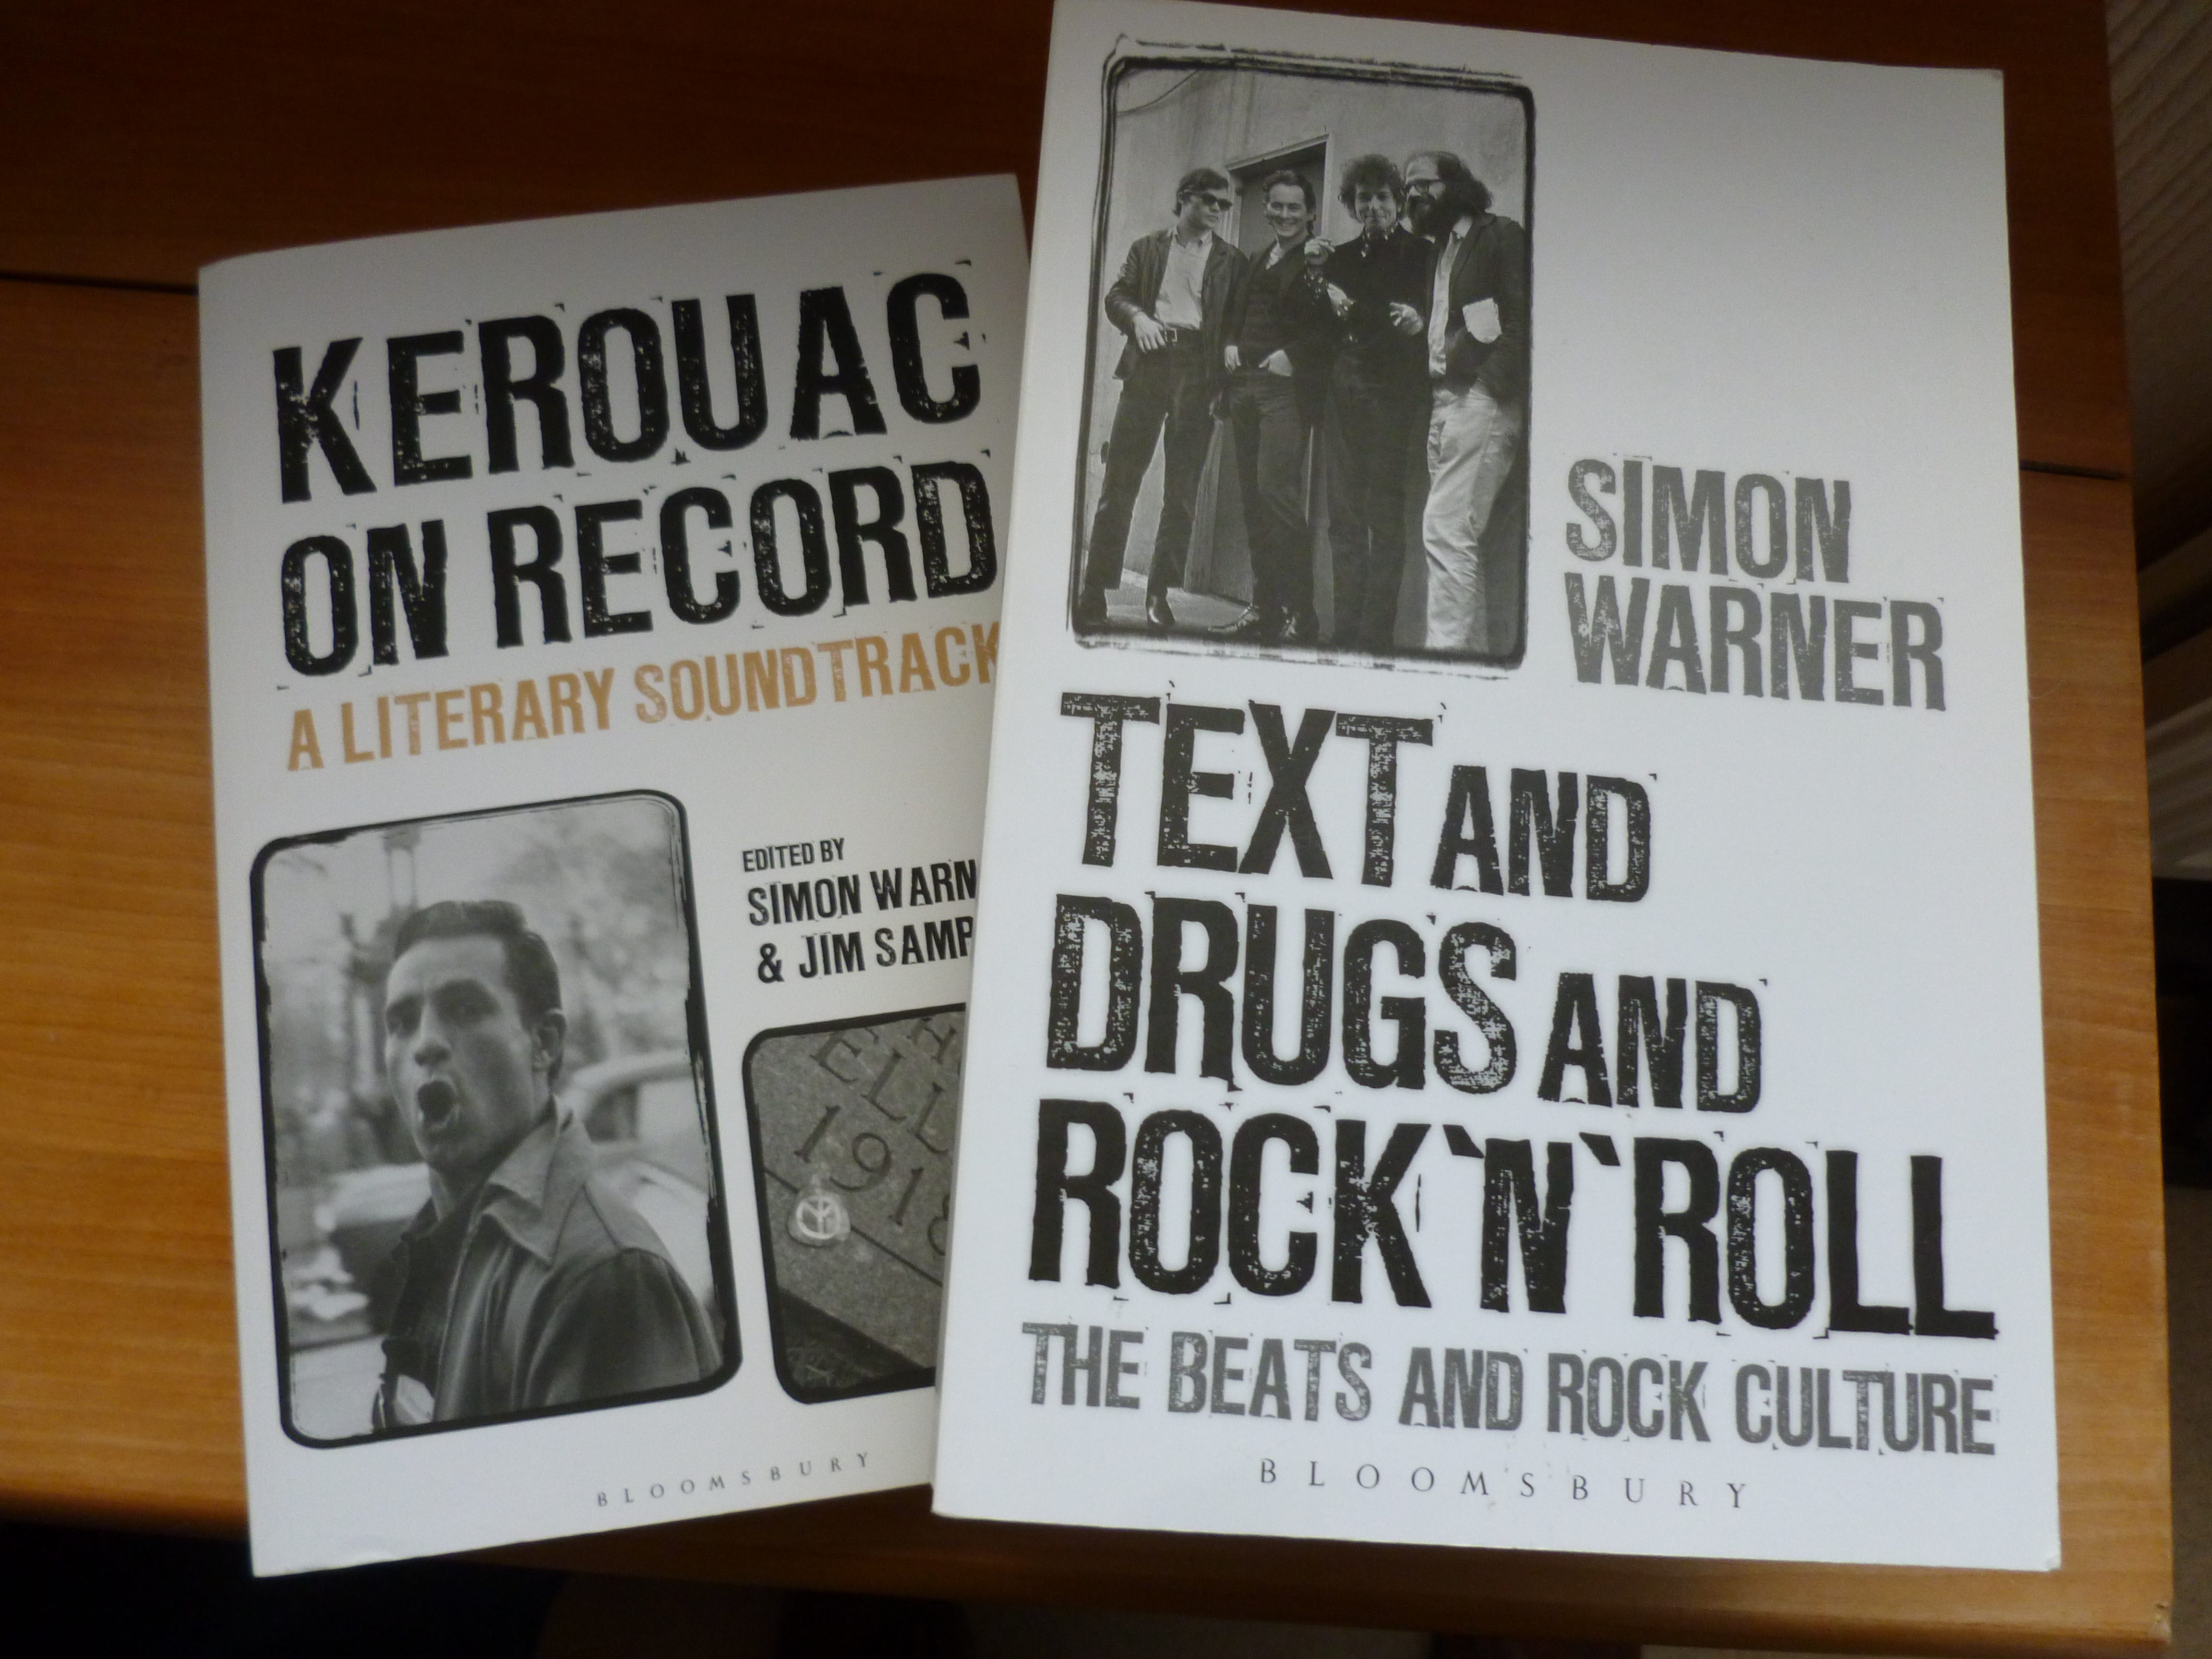 KEROUAC
ON RECORD
A LITERARY SOUNDTRACK
EDITED BY
SIMON WARN
& JIM SAMP
H
ELL
1918
BLOOMSBURY
SIMON
WARNER
TEXT AND
DRUGS AND
ROCK'N'ROLL
THE BEATS AND ROCK CULTURE
BLOOMSBURY